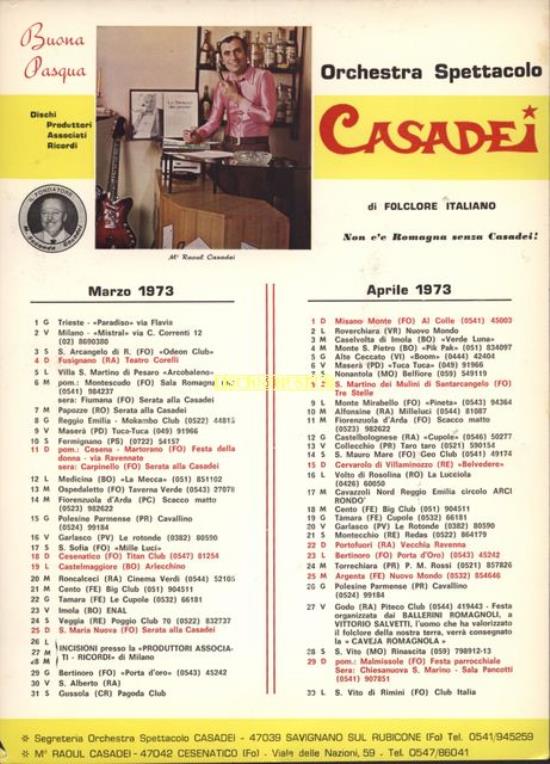 Buona
Pasqua
Dischi
Produttori
Associati
Ricordi
IL FONDATORE
M° Secondo Casadei
M° Raoul Casadei
Orchestra Spettacolo
CASADEI
di FOLCLORE ITALIANO
Non c'e Romagna senza Casadei!
Marzo 1973
1 G Trieste - «Paradiso» via Flavia
2 V Milano - «Mistral» via C. Correnti 12
(02) 8690380
3 S S. Arcangelo di R. (FO) «Odeon Club»
4 D Fusignano (RA) Teatro Corelli
5 L Villa S. Martino di Pesaro «Arcobaleno»
6 M pom: Montescudo (FO) Sala Romagna
(0541) 984237
sera: Fiumana (FO) Serata alla Casadei
7 M Papozze (RO) Serata alla Casadei
8 G Reggio Emilia - Mokambo Club (0522) 44815
9 V Maserà (PD) Tuca-Tuca (049) 91966
10 S Fermignano (PS) (0722) 54157
11 D pom.: Cesena - Martorano (FO) Festa della
donna - via Ravennate
sera: Carpinello (FO) Serata alla Casadei
12 L Medicina (BO) «La Mecca» (051) 851102
13 M Ospedaletto (FO) Taverna Verde (0543) 27078
14 M Fiorenzuola d'Arda (PC) Scacco matto
(0523) 982622
15 G Polesine Parmense (PR) Cavallino
(0524) 99184
16 V Garlasco (PV) Le rotonde (0382) 80590
17 S S. Sofia (FO) «Mille Luci»
18 D Cesenatico (FO) Titan Club (0547) 81254
19 L Castelmaggiore (BO) Arlecchino
20 M Roncalceci (RA) Cinema Verdi (0544) 52105
21 M Cento (FE) Big Club (051) 904511
22 G Tamara (FE) Le Cupole (0532) 66181
23 V Imola (BO) ENAL
24 S Veggia (RE) Poggio 70 (0522) 832737
25 D S. Maria Nuova (FO) Serata alla Casadei
26 L
27 M INCISIONI presso la «PRODUTTORI ASSOCIA-
28 M TI - RICORDI» di Milano
29 G Bertinoro (FO) «Porta d'oro» (0543) 45242
30 V S. Alberto (RA)
31 S Gussola (CR) Pagoda Club
Aprile 1973
1 D Misano Monte (FO) Al Colle (0541) 45003
2 L Roverchiara (VR) Nuovo Mondo
3 M Caselvolta di Imola (BO) «Verde Luna»
4 M Monte S. Pietro (BO) «Pik Pak» (051) 834097
5 G Alte Ceccato (VI) «Boom» (0444) 42404
6 V Maserà (PD) «Tuca Tuca» (049) 91966
7 S Nonantola (MO) Belfiore (059) 549119
S. Martino dei Mulini di Santarcangelo (FO)
Tre Stelle
9 L Monte Mirabello (FO) «Pineta» (0543) 94364
10 M Alfonsine (RA) Milleluci (0544) 81087
11 M Fiorenzuola d'Arda (FO) Scacco matto
(0523) 982622
12 G Castelbolognese (RA) «Cupole» (0546) 50277
13 V Collecchio (PR) Taro taro (0521) 590154
14 S S. Mauro Mare (FO) Geo Club (0541) 49174
15 D Cervarolo di Villaminozzo (RE) «Belvedere»
16 L Volto di Rosolina (RO) La Lucciola
(0426) 60050
17 M Cavazzoli Nord Reggio Emilia circolo ARCI
RONDO'
18 M Cento (FE) Big Club (051) 904511
19 G Tamara (FE) Cupole (0532) 66181
20 V Garlasco (PV) Le Rotonde (0382) 80590
21 S Montecchio (RE) Redas (0522) 864179
22 D Portofuori (RA) Vecchia Ravenna
23 L Bertinoro (FO) Porta d'Oro) (0543) 45242
24 M Torrechiara (PR) P. M. Rossi (0521) 857826
25 M Argenta (FE) Nuovo Mondo (0532) 854646
26 G Polesine Parmense (PR) Cavallino
(0524) 99184
27 V Godo (RA) Piteco Club (0544) 419443 - Festa
organizzata dai BALLERINI ROMAGNOLI, a
VITTORIO SALVETTI, l'uomo che ha valorizzato
il folclore della nostra terra, verrà consegnato
la «CAVEJA ROMAGNOLA»
28 S S. Vito (MO) Rinascita (059) 798912-13
29 D pom.: Malmissole (FO) Festa parrocchiale
Sera: Chiesanuova S. Marino - Sala Pancotti
(0541) 907851
30 L S. Vito di Rimini (FO) Club Italia
* Segreteria Orchestra Spettacolo CASADEI - 47039 SAVIGNANO SUL RUBICONE (Fo) Tel. 0541/945259
* M° RAOUL CASADEI - 47042 CESENATICO (Fo) - Viale delle Nazioni, 59 - Tel. 0547/86041